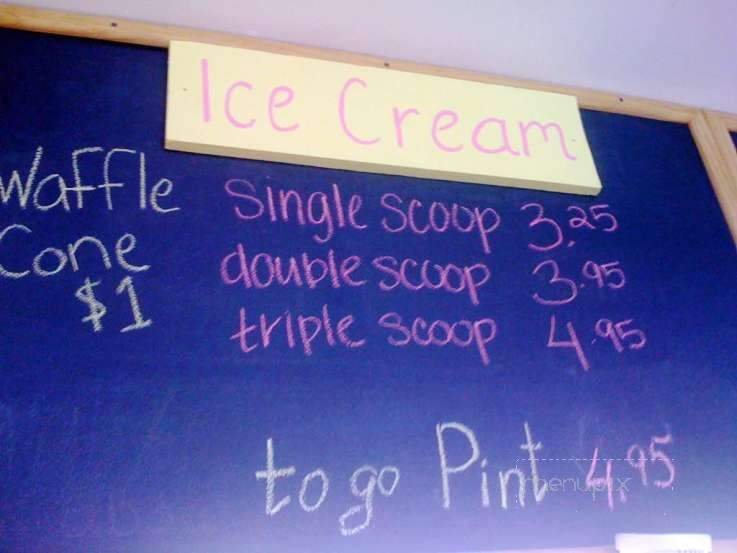 Ice Cream
Waffle
Cone
$1
single scoop 3.25
double scoop 3.95
triple scoop 4.95
to go Pint 4.95
menupix